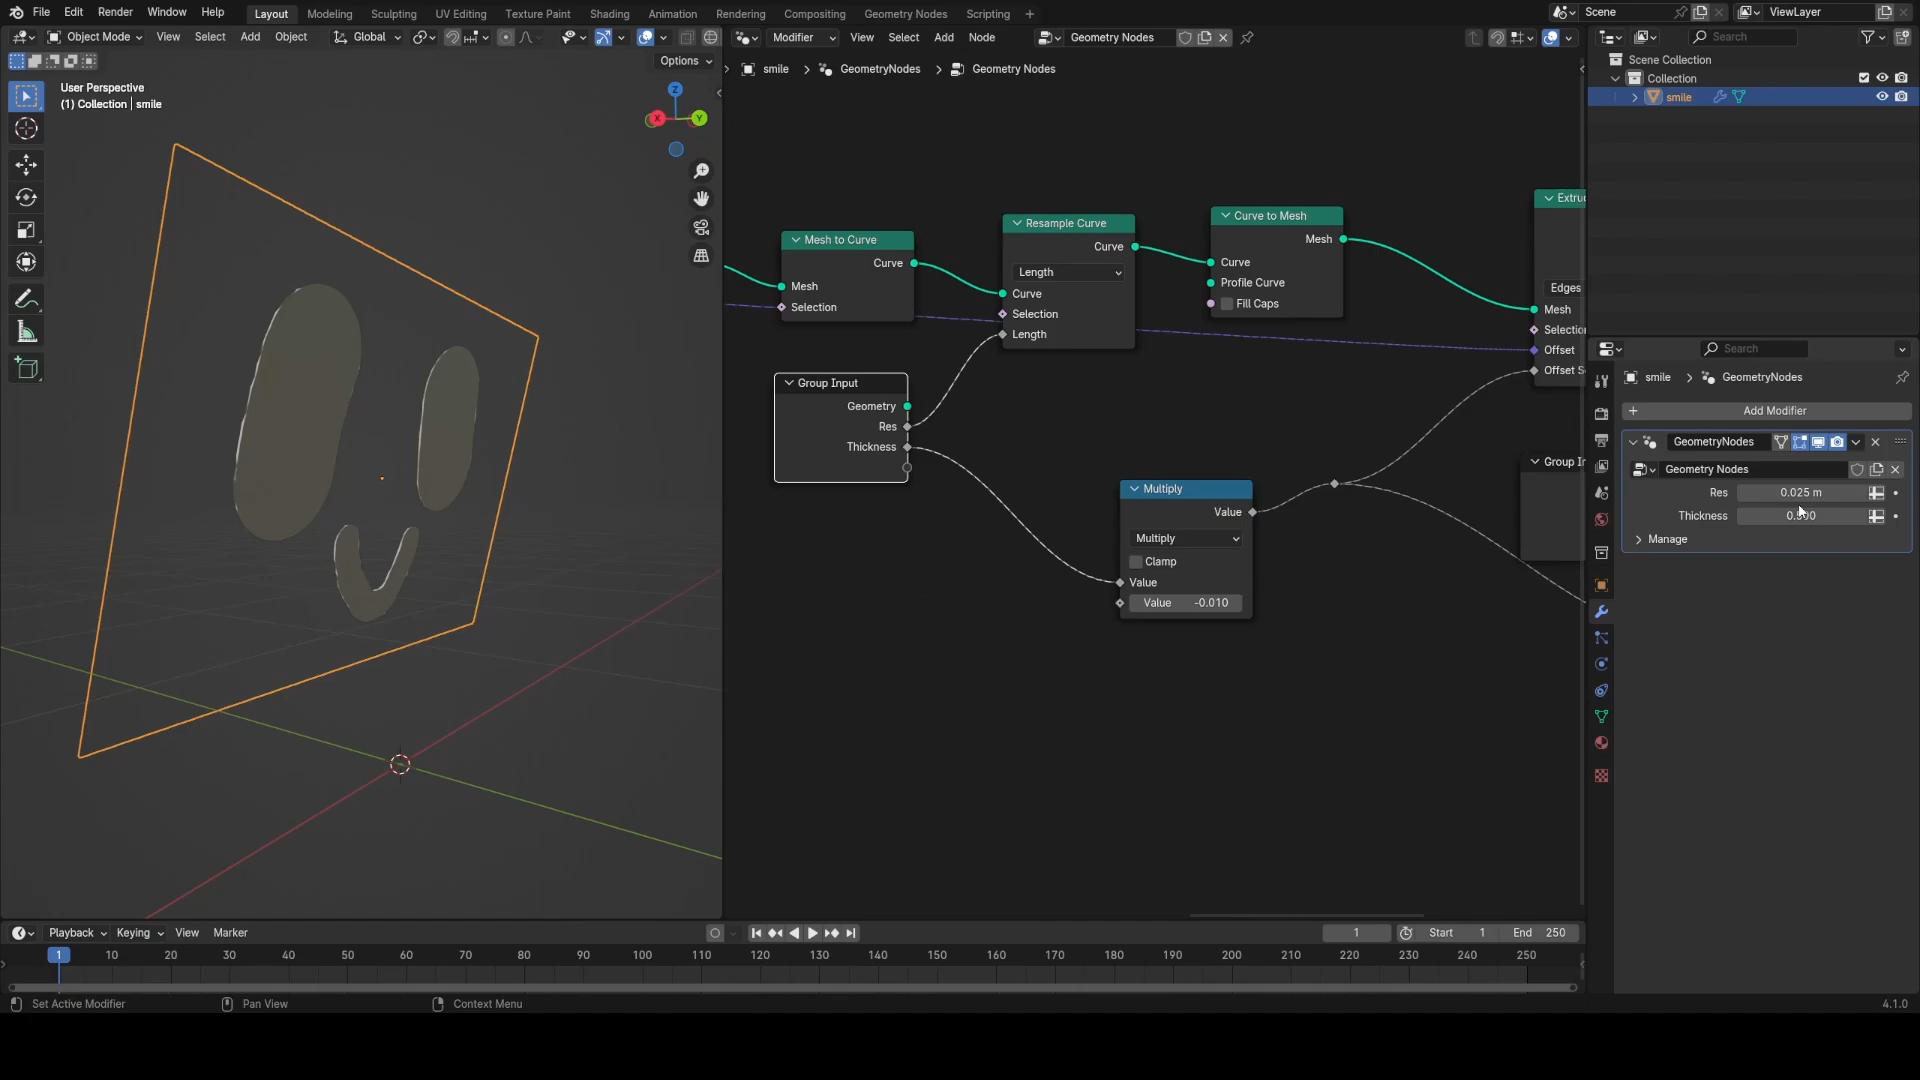 File Edit Render Window Help Layout Modeling Sculpting UV Editing Texture Paint Shading Animation Rendering Compositing Geometry Nodes Scripting + Scene ViewLayer
Object Mode View Select Add Object Global Modifier View Select Add Node Geometry Nodes Search
Options
smile > GeometryNodes > Geometry Nodes
User Perspective
(1) Collection | smile
Z
X
Y
Mesh to Curve
Curve
Mesh
Selection
Resample Curve
Curve
Length
Curve
Selection
Length
Curve to Mesh
Mesh
Curve
Profile Curve
Fill Caps
Extru
Edges
Mesh
Selection
Offset
Offset S
Group Input
Geometry
Res
Thickness
Multiply
Value
Multiply
Clamp
Value
Value -0.010
Group In
Scene Collection
Collection
smile
Search
smile > GeometryNodes
+ Add Modifier
GeometryNodes
Geometry Nodes
Res 0.025 m
Thickness
Manage
Playback Keying View Marker 1 Start 1 End 250
1 10 20 30 40 50 60 70 80 90 100 110 120 130 140 150 160 170 180 190 200 210 220 230 240 250
Set Active Modifier Pan View Context Menu 4.1.0